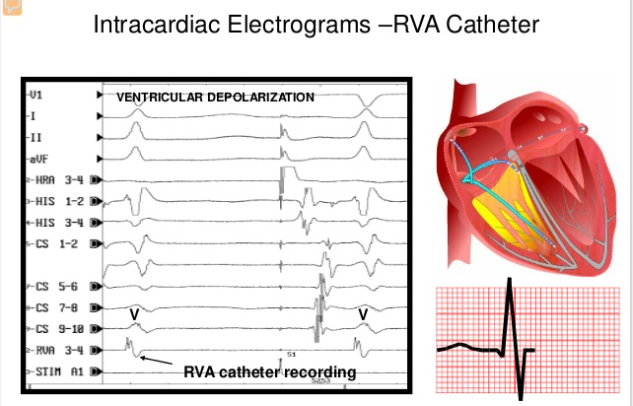 Intracardiac Electrograms –RVA Catheter
V1
VENTRICULAR DEPOLARIZATION
I
II
aVF
HRA 3-4
HIS 1-2
HIS 3-4
CS 1-2
CS 5-6
CS 7-8
V V
CS 9-10
RVA 3-4
S1
RVA catheter recording
STIM A1